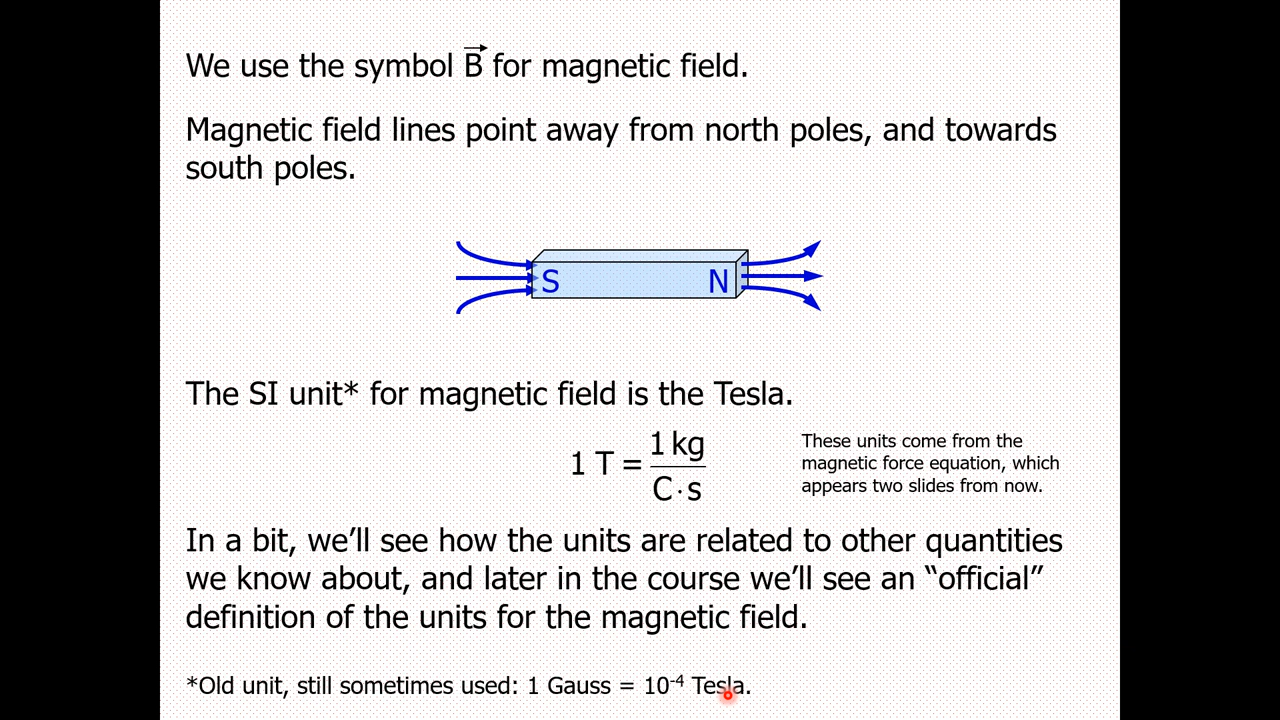 We use the symbol B⃗ for magnetic field.
Magnetic field lines point away from north poles, and towards
south poles.
S N
The SI unit* for magnetic field is the Tesla.
1 T = 1 kg / C·s
These units come from the
magnetic force equation, which
appears two slides from now.
In a bit, we’ll see how the units are related to other quantities
we know about, and later in the course we’ll see an “official”
definition of the units for the magnetic field.
*Old unit, still sometimes used: 1 Gauss = 10⁻⁴ Tesla.